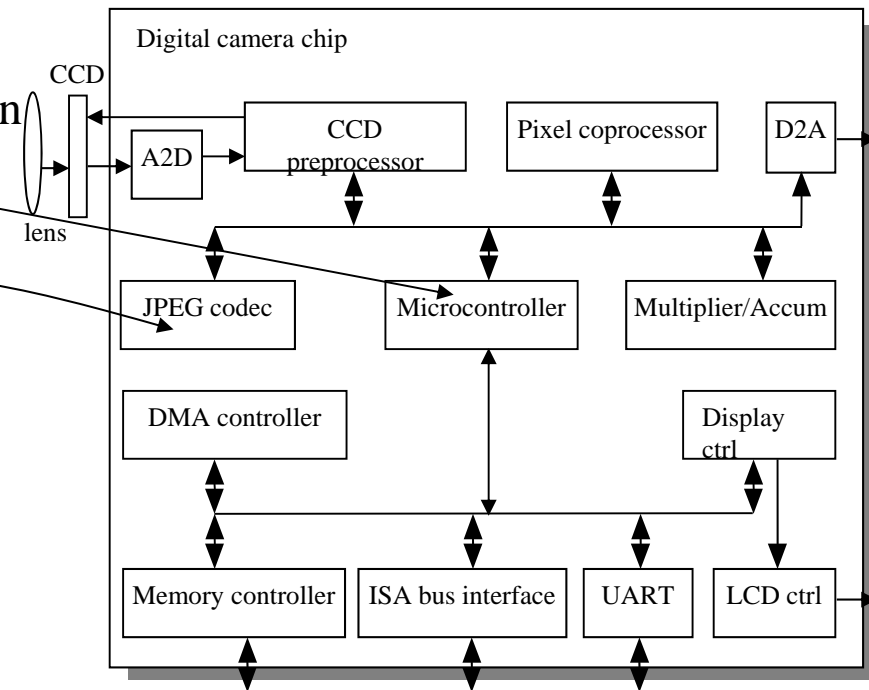 Digital camera chip
CCD
n
CCD
preprocessor
Pixel coprocessor
D2A
A2D
lens
JPEG codec
Microcontroller
Multiplier/Accum
DMA controller
Display
ctrl
Memory controller
ISA bus interface
UART
LCD ctrl